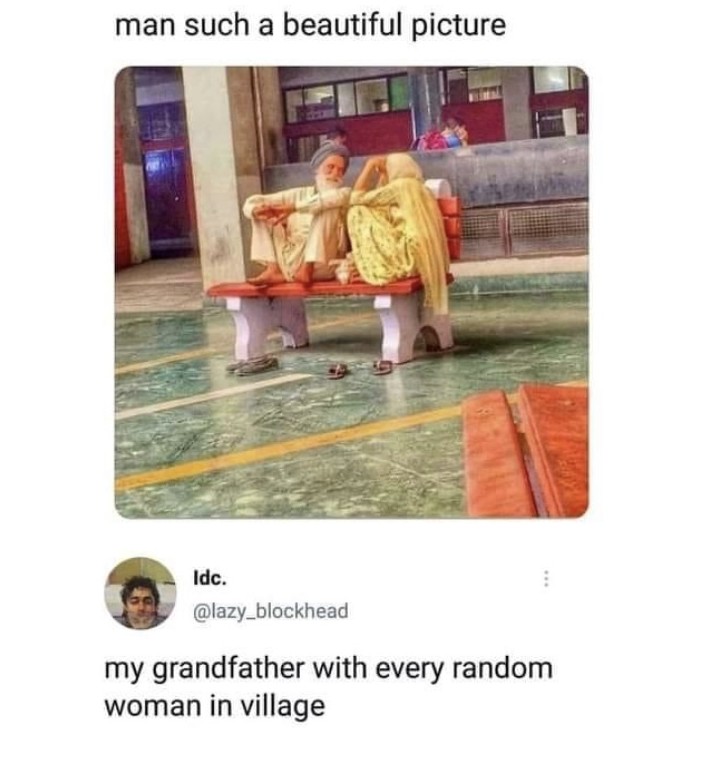 man such a beautiful picture
Idc.
@lazy_blockhead
my grandfather with every random
woman in village